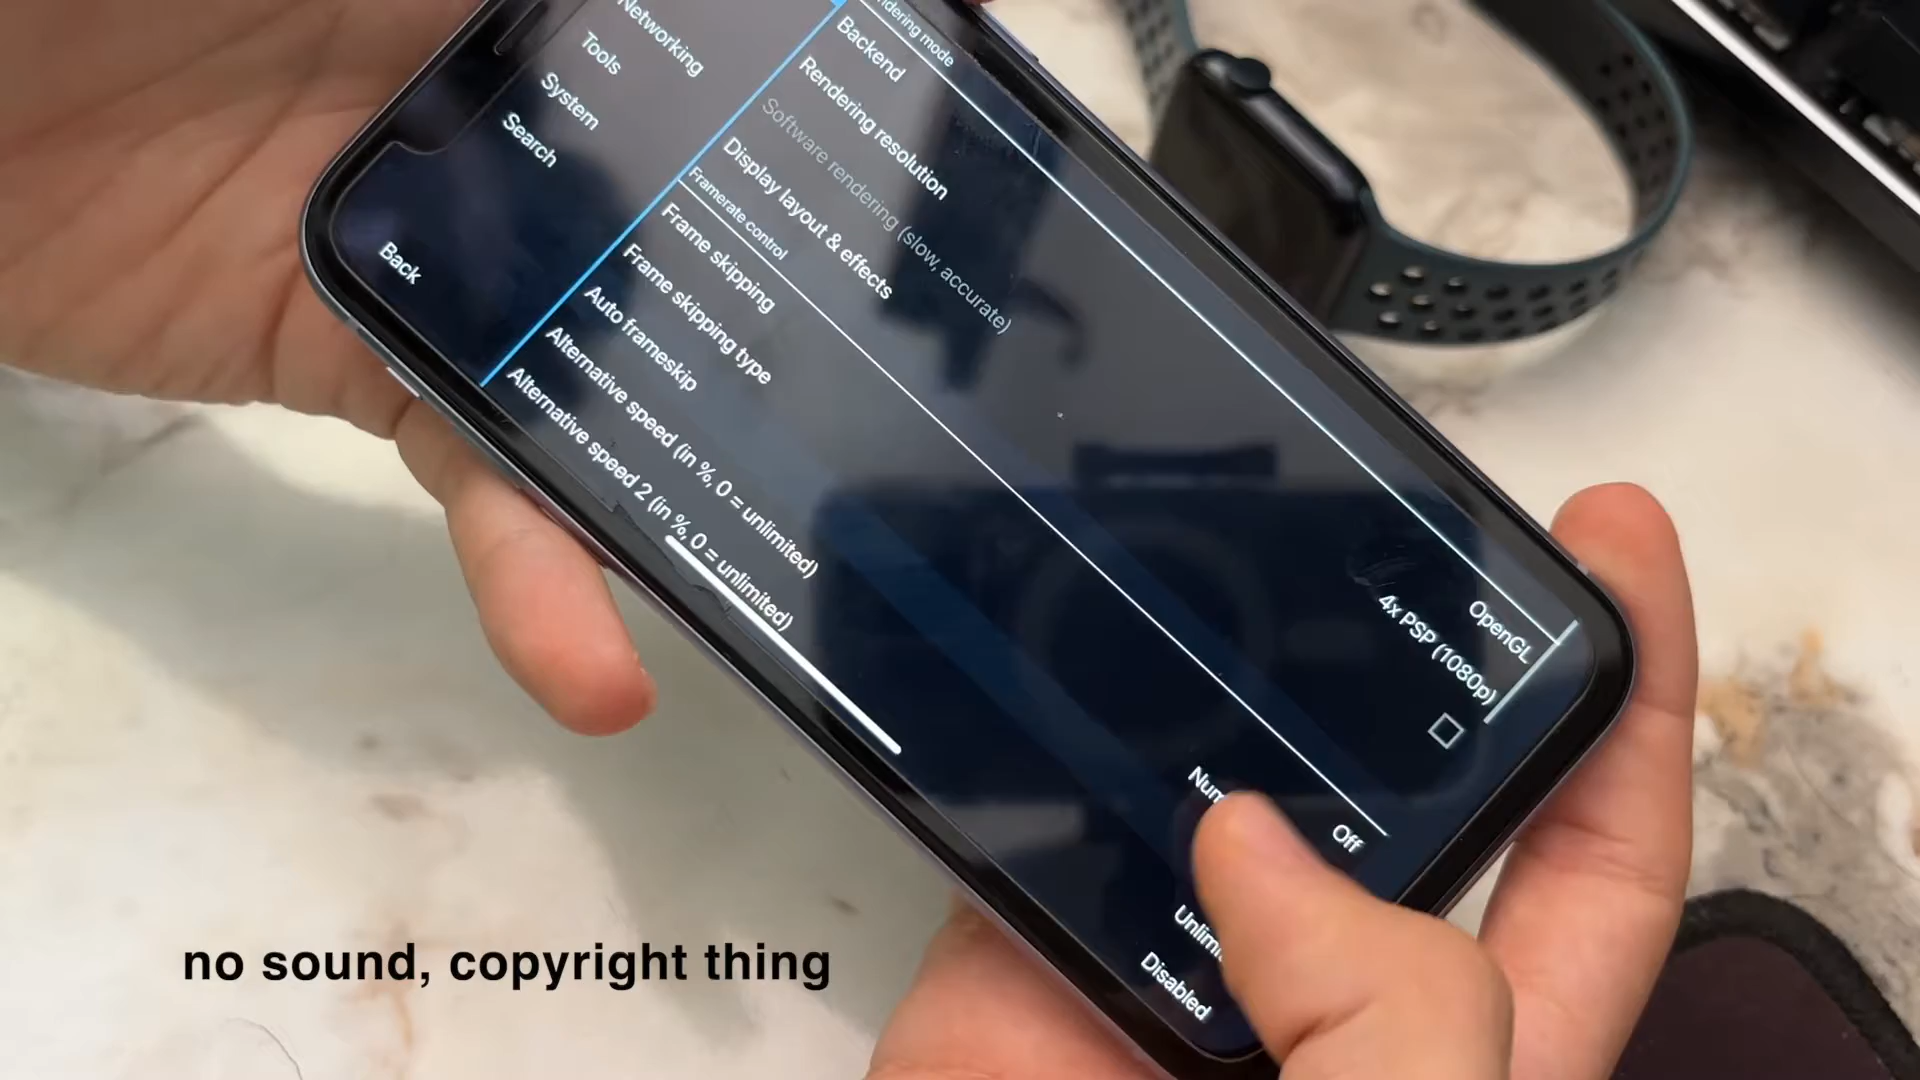 Networking
Tools
System
Search
Back
mode
Backend
OpenGL
Rendering resolution
4x PSP (1080p)
Software rendering (slow, accurate)
Display layout & effects
Framerate control
Frame skipping
Off
Frame skipping type
Auto frameskip
Alternative speed (in %, 0 = unlimited)
Alternative speed 2 (in %, 0 = unlimited)
Disabled
no sound, copyright thing